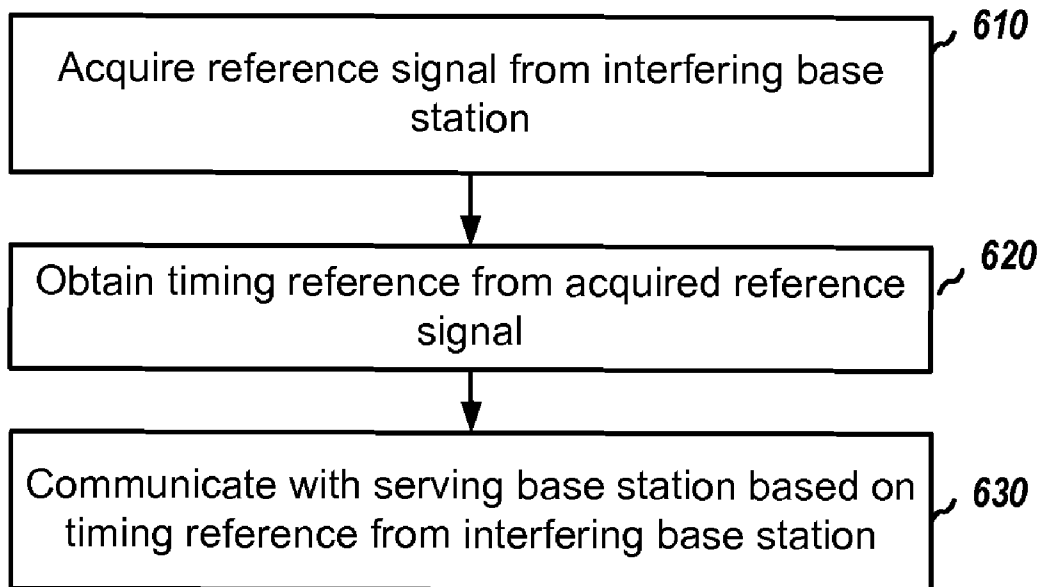 610
Acquire reference signal from interfering base
station
620
Obtain timing reference from acquired reference
signal
630
Communicate with serving base station based on
timing reference from interfering base station